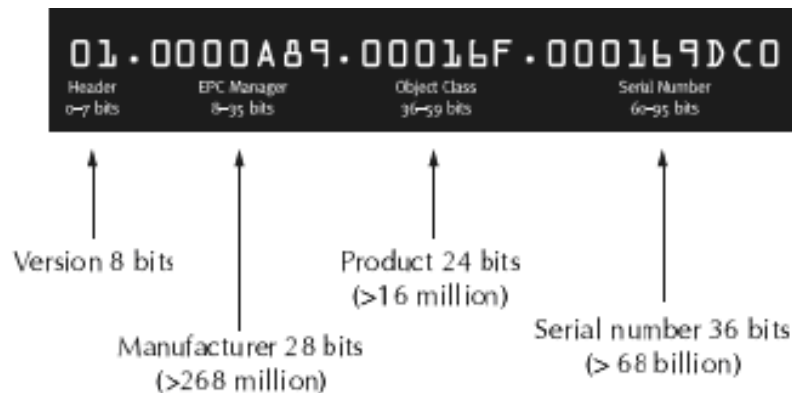 01.0000A89.00016F.000169DC0
Header EPC Manager Object Class Serial Number
0–7 bits 8–35 bits 36–59 bits 60–95 bits
Version 8 bits
Product 24 bits
(>16 million)
Manufacturer 28 bits
(>268 million)
Serial number 36 bits
(> 68 billion)